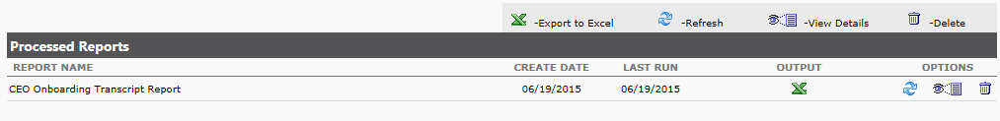 -Export to Excel -Refresh -View Details -Delete
Processed Reports
REPORT NAME CREATE DATE LAST RUN OUTPUT OPTIONS
CEO Onboarding Transcript Report 06/19/2015 06/19/2015